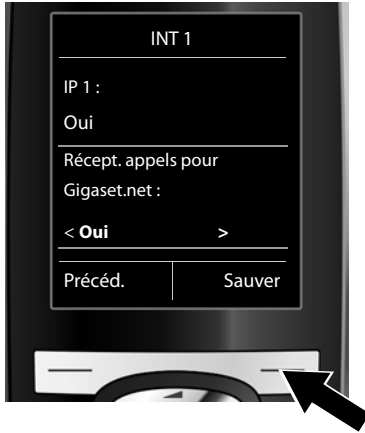 INT 1
IP 1 :
Oui
Récept. appels pour
Gigaset.net :
< Oui >
Précéd. Sauver